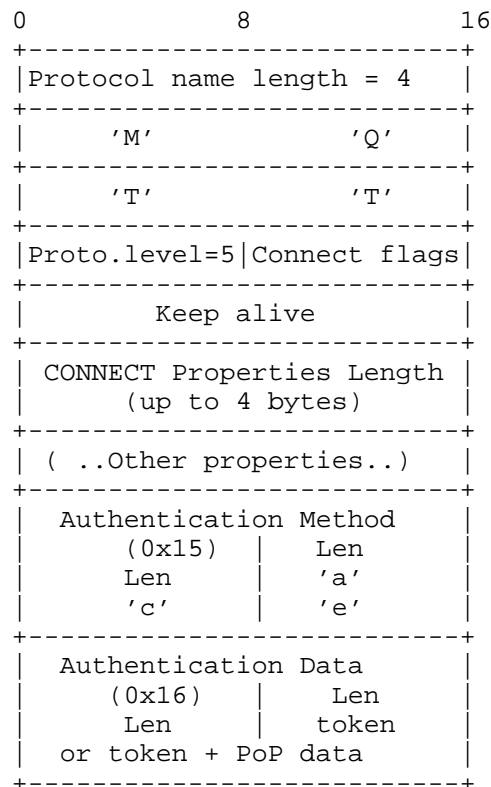 0                8                16
+----------------------------+
|Protocol name length = 4    |
+----------------------------+
|     ’M’            ’Q’     |
+----------------------------+
|     ’T’            ’T’     |
+----------------------------+
|Proto.level=5|Connect flags|
+----------------------------+
|        Keep alive          |
+----------------------------+
| CONNECT Properties Length |
|      (up to 4 bytes)       |
+----------------------------+
| ( ..Other properties..)    |
+----------------------------+
|  Authentication Method     |
|      (0x15)  |   Len       |
|      Len     |   ’a’       |
|      ’c’     |   ’e’       |
+----------------------------+
|  Authentication Data       |
|     (0x16)   |    Len      |
|      Len     |   token     |
|  or token + PoP data       |
+----------------------------+